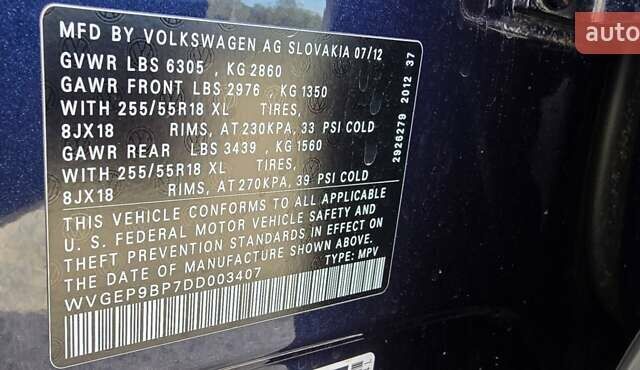 MFD BY VOLKSWAGEN AG SLOVAKIA 07/12
GVWR LBS 6305 , KG 2860
GAWR FRONT LBS 2976 , KG 1350
WITH 255/55R18 XL TIRES,
8JX18 RIMS, AT 230KPA, 33 PSI COLD
GAWR REAR LBS 3439 , KG 1560
WITH 255/55R18 XL TIRES,
8JX18 RIMS, AT 270KPA, 39 PSI COLD
THIS VEHICLE CONFORMS TO ALL APPLICABLE
U. S. FEDERAL MOTOR VEHICLE SAFETY AND
THEFT PREVENTION STANDARDS IN EFFECT ON
THE DATE OF MANUFACTURE SHOWN ABOVE.
WVGEP9BP7DD003407 TYPE: MPV
2926279 2012 37
auto